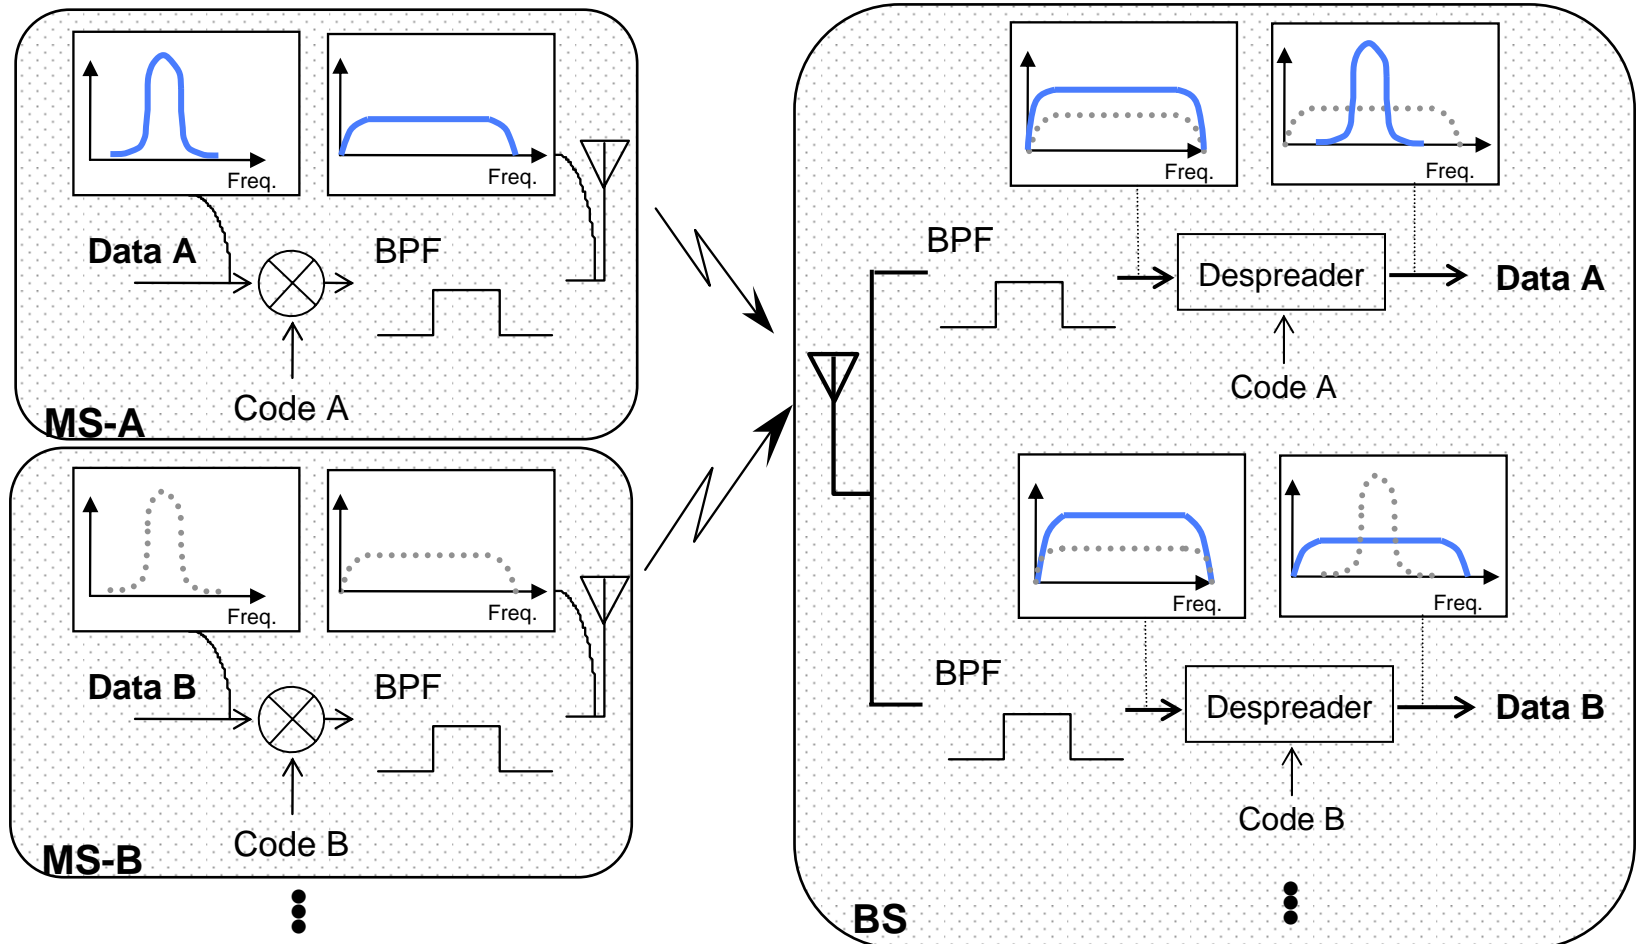 Freq.
Freq.
Data A
BPF
Code A
MS-A
Freq.
Freq.
Data B
BPF
Code B
MS-B
Freq.
Freq.
BPF
Despreader
Data A
Code A
Freq.
Freq.
BPF
Despreader
Data B
Code B
BS